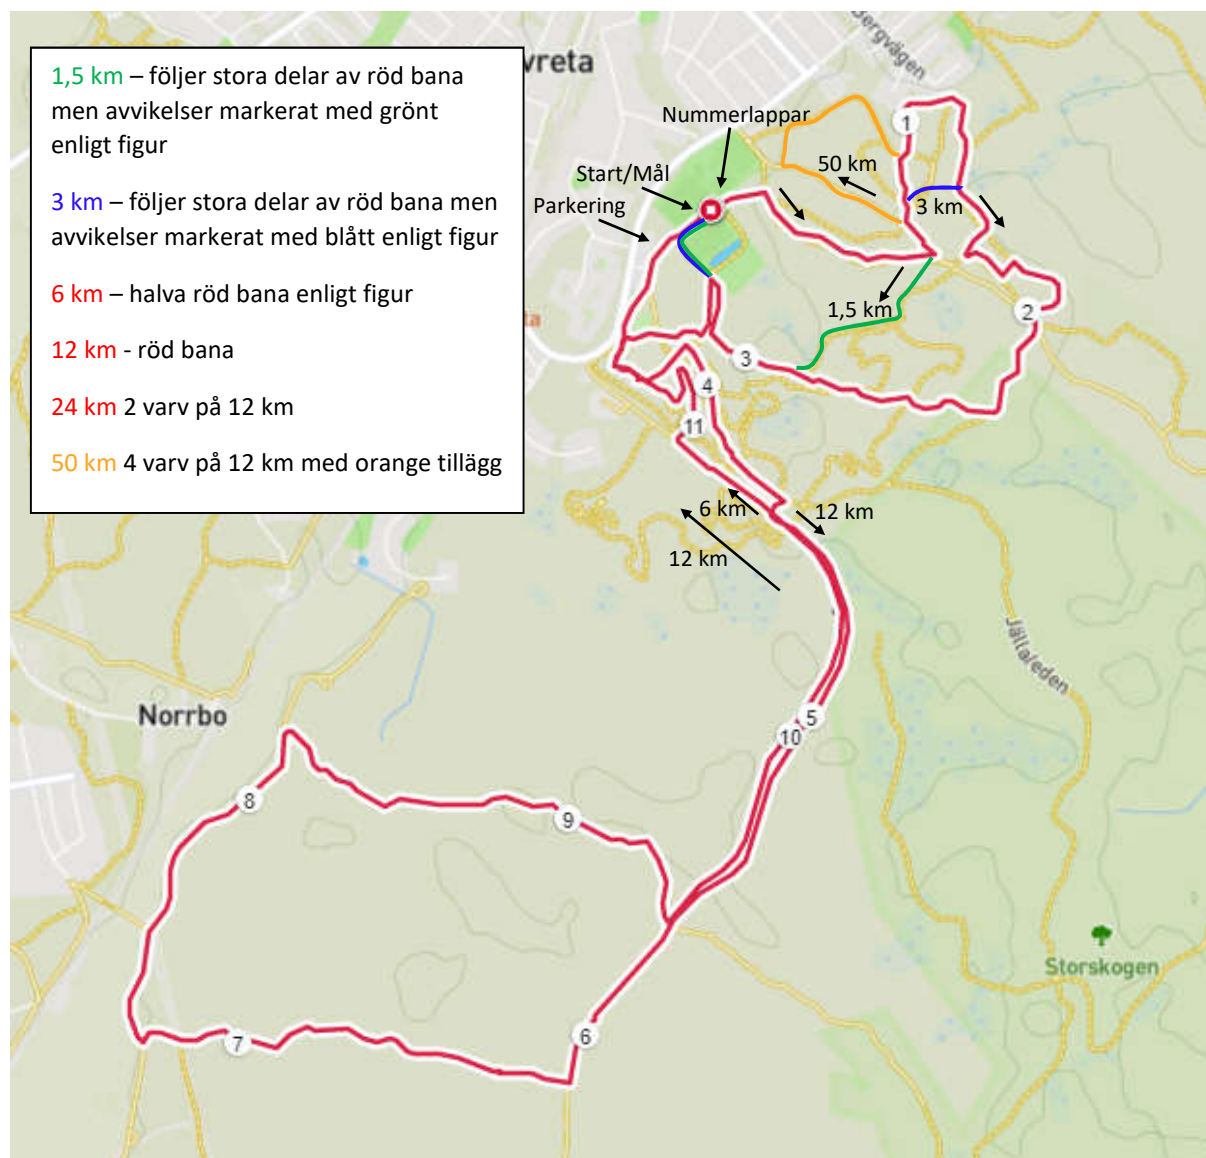 Bergvägen
vreta
1,5 km – följer stora delar av röd bana
men avvikelser markerat med grönt
enligt figur
3 km – följer stora delar av röd bana men
avvikelser markerat med blått enligt figur
6 km – halva röd bana enligt figur
12 km - röd bana
24 km 2 varv på 12 km
50 km 4 varv på 12 km med orange tillägg
Nummerlappar
1
50 km
Start/Mål
Parkering
3 km
1,5 km
2
ta
3
4
11
6 km
12 km
12 km
Jälla/eden
Norrbo
5
10
8
9
Storskogen
6
7